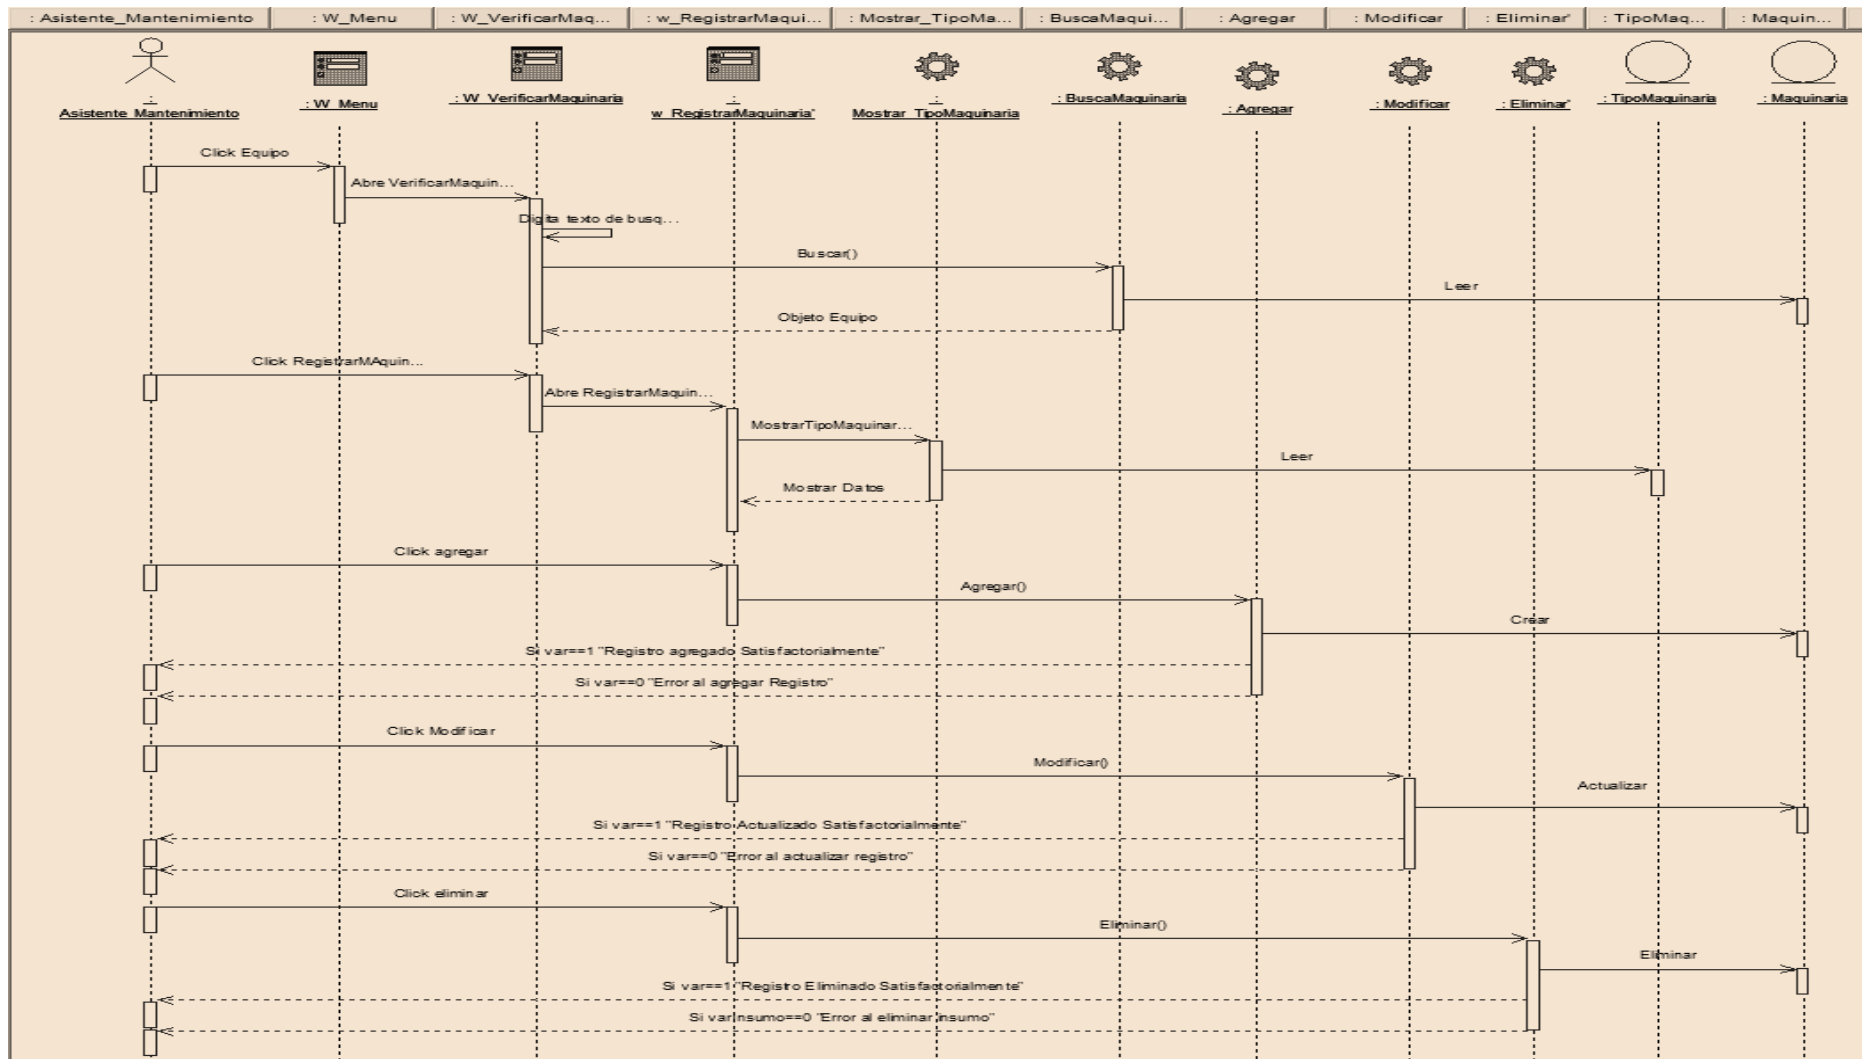 : Asistente_Mantenimiento
: W_Menu
: W_VerificarMaq...
: w_RegistrarMaqui...
: Mostrar_TipoMa...
: BuscaMaqui...
: Agregar
: Modificar
: Eliminar'
: TipoMaq...
: Maquin...
:
Asistente_Mantenimiento
: W_Menu
: W_VerificarMaquinaria
:
w_RegistrarMaquinaria'
:
Mostrar_TipoMaquinaria
: BuscaMaquinaria
: Agregar
: Modificar
: Eliminar'
: TipoMaquinaria
: Maquinaria
Click Equipo
Abre VerificarMaquin...
Digita texto de busq...
Buscar()
Leer
Objeto Equipo
Click RegistrarMAquin...
Abre RegistrarMaquin...
MostrarTipoMaquinar...
Leer
Mostrar Datos
Click agregar
Agregar()
Crear
Si var==1 "Registro agregado Satisfactorialmente"
Si var==0 "Error al agregar Registro"
Click Modificar
Modificar()
Actualizar
Si var==1 "Registro Actualizado Satisfactorialmente"
Si var==0 "Error al actualizar registro"
Click eliminar
Eliminar()
Eliminar
Si var==1 "Registro Eliminado Satisfactorialmente"
Si varInsumo==0 "Error al eliminar Insumo"